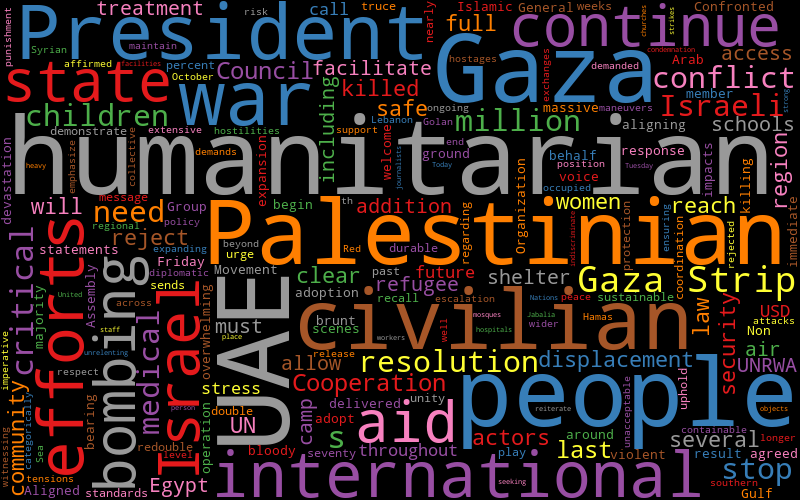 punishment
treatment
risk
call
truce
nearly
Islamic
General
weeks
churches
strikes
Confronted
President
continue
Syrian
maintain
full
condemnation
demanded
Arab
access
affirmed
facilities
percent
Council
facilitate
hostages
exchanges
conflict
state
war
October
killed
Gaza
member
strong
children
safe
ongoing
massive
maneuvers
Israeli
including
million
Lebanon
Golan
aligning
schools
demonstrate
extensive
hostilities
support
welcome
end
devastation
emphasize
collective
demands
expansion
ground
behalf
response
impacts
region
humanitarian
journalists
Today
position
Tuesday
voice
heavy
killing
occupied
message
will
need
Group
begin
th
addition
women
reach
immediate
regional
policy
Palestinian
Organization
regarding
indiscriminate
protection
ensuring
rejected
coordination
reject
expanding
beyond
Red
durable
statements
Friday
urge
efforts
critical
majority
Assembly
diplomatic
Movement
clear
past
future
shelter
Gaza Strip
United
sends
adoption
refugee
recall
escalation
Nations
peace
sustainable
bombing
across
UAE
civilian
must
brunt
scenes
mosques
Jabalia
Hamas
law
USD
security
attacks
Non
staff
place
well
wider
hospitals
workers
imperative
unrelenting
medical
Israel
overwhelming
release
allow
resolution
displacement
air
UNRWA
respect
stress
Cooperation
people
uphold
community
categorically
person
double
camp
delivered
unity
aid
reiterate
unacceptable
objects
bearing
UN
adopt
actors
around
containable
witnessing
Sea
level
redouble
operation
bloody
s
throughout
last
several
longer
tensions
seventy
play
violent
result
agreed
Aligned
standards
Egypt
international
seeking
stop
southern
Gulf